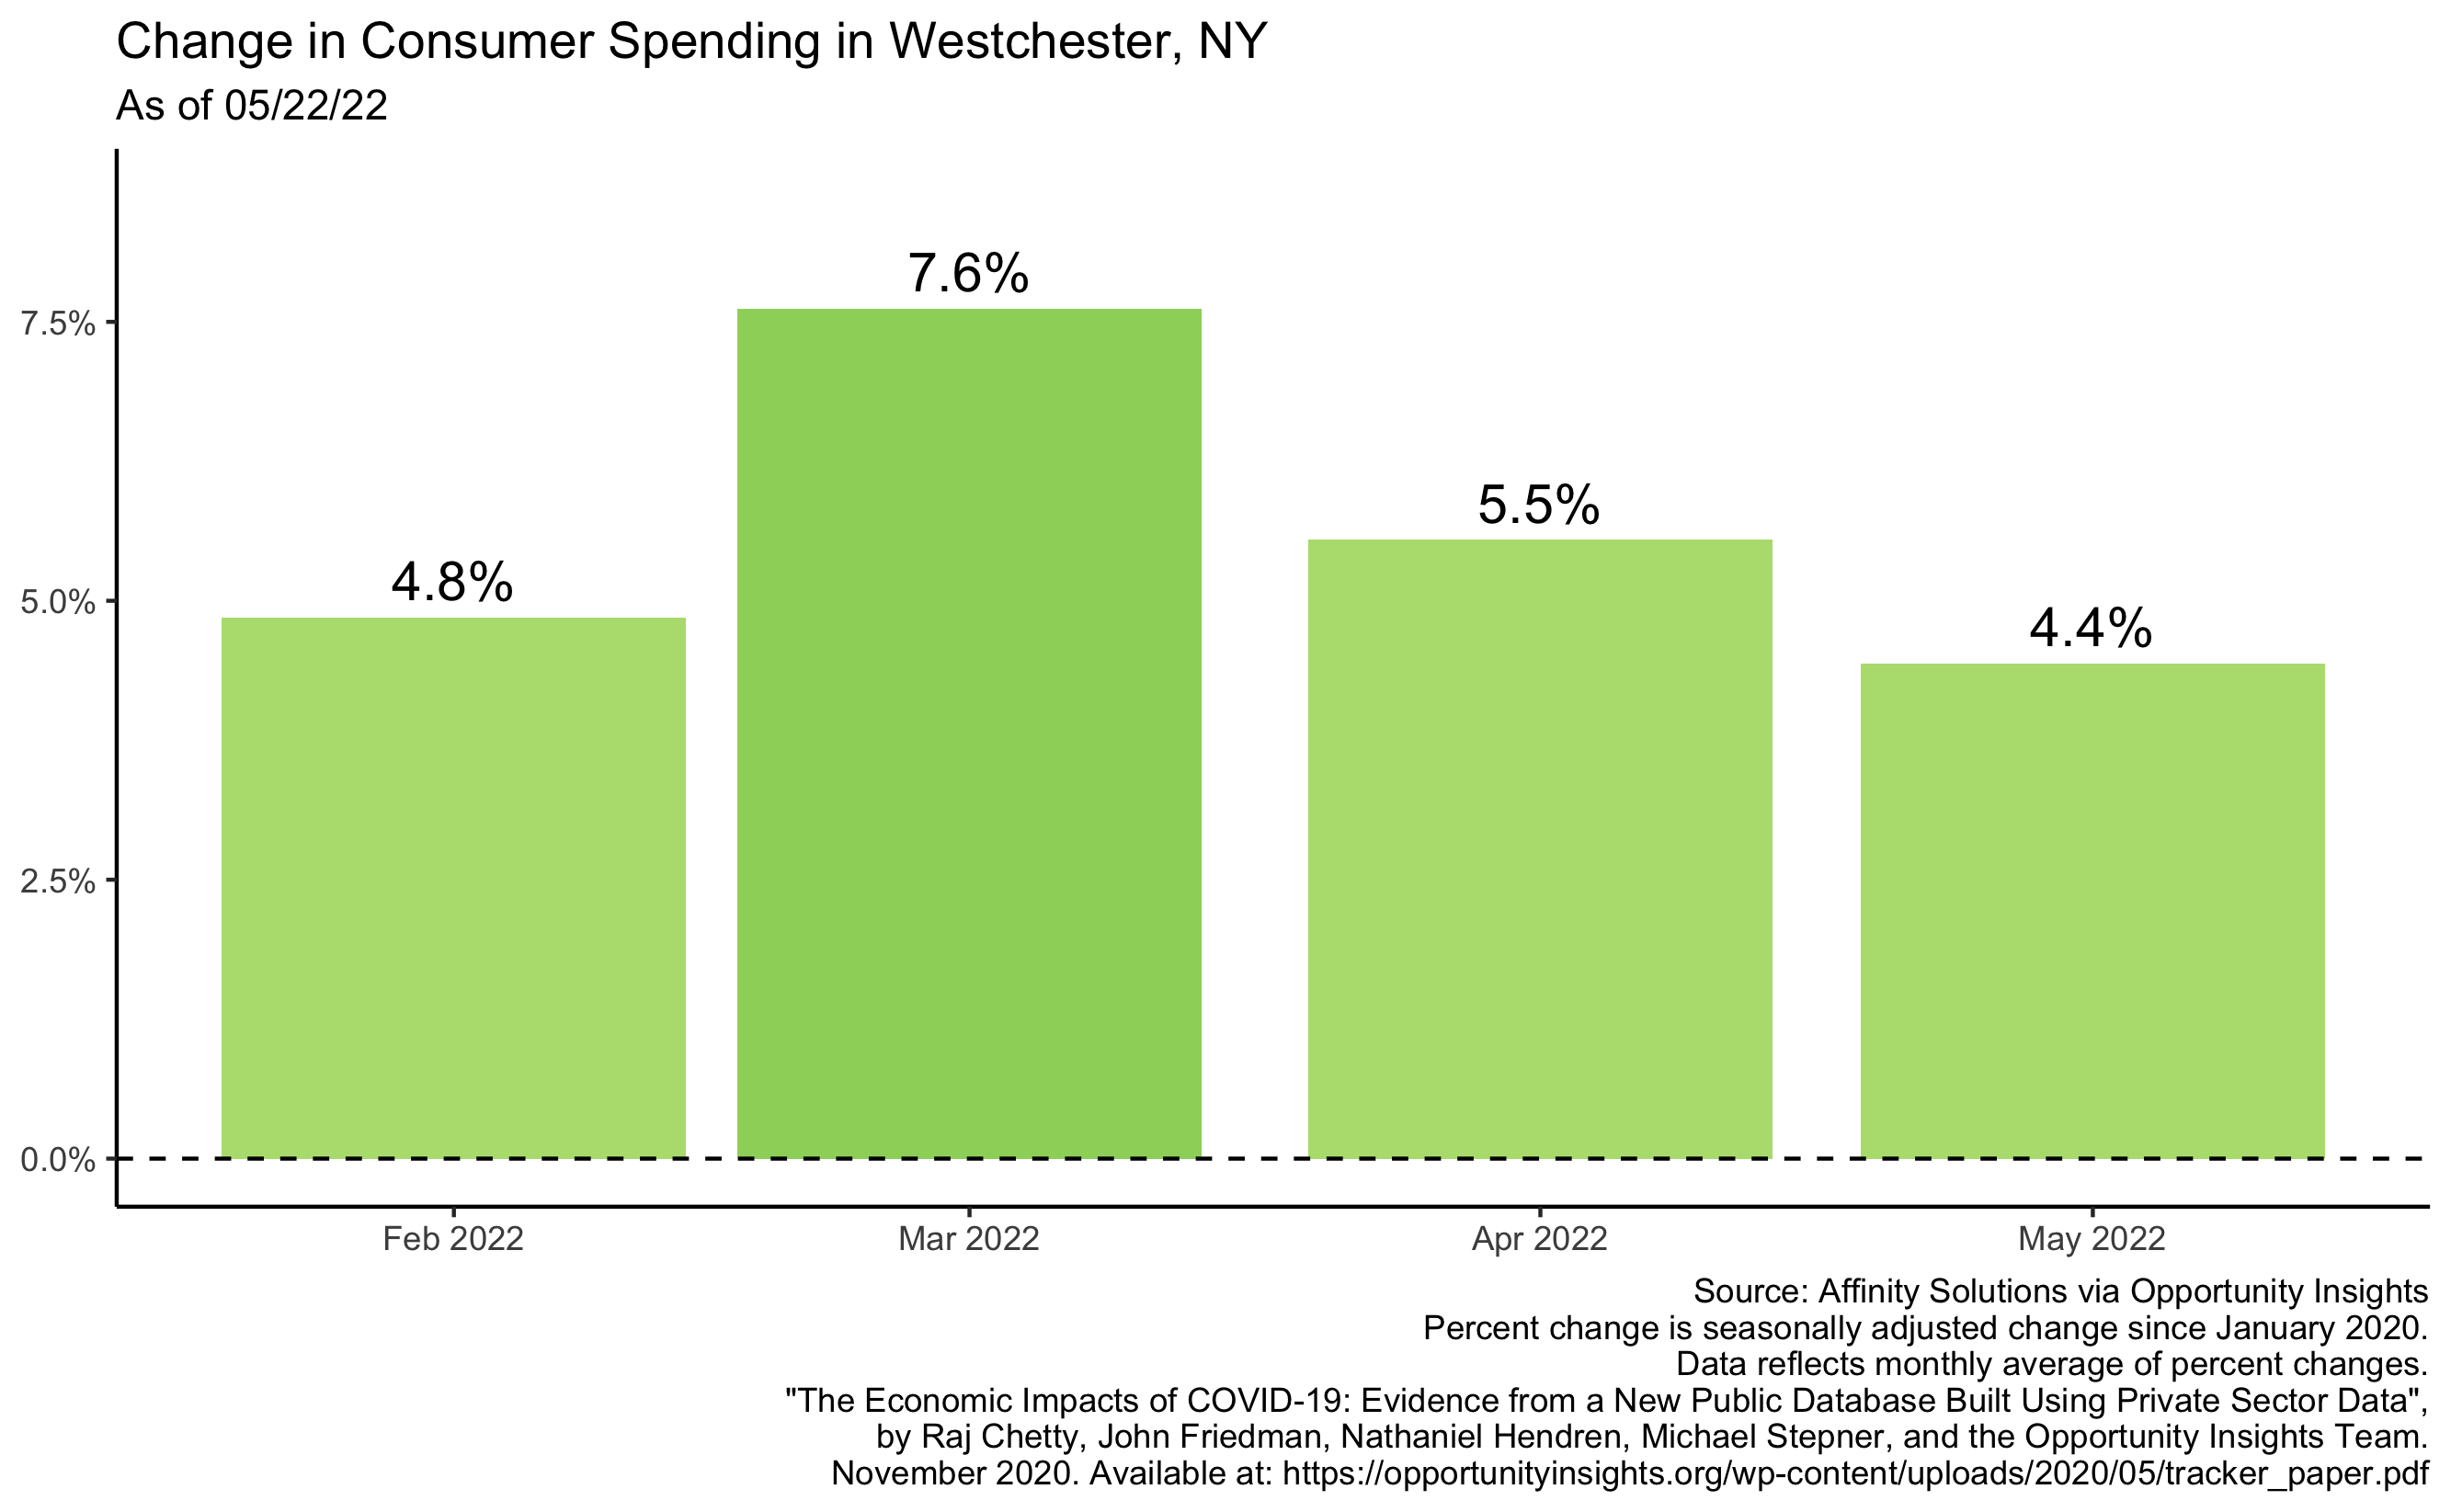 Change in Consumer Spending in Westchester, NY
As of 05/22/22
7.6%
7.5%
5.5%
4.8%
5.0%
4.4%
2.5%
0.0%
Feb 2022
Mar 2022
Apr 2022
May 2022
Source: Affinity Solutions via Opportunity Insights
Percent change is seasonally adjusted change since January 2020.
Data reflects monthly average of percent changes.
"The Economic Impacts of COVID-19: Evidence from a New Public Database Built Using Private Sector Data",
by Raj Chetty, John Friedman, Nathaniel Hendren, Michael Stepner, and the Opportunity Insights Team.
November 2020. Available at: https://opportunityinsights.org/wp-content/uploads/2020/05/tracker_paper.pdf